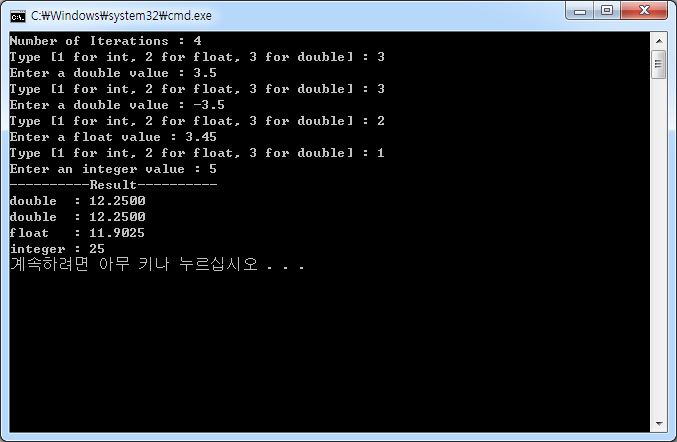 C:₩Windows₩system32₩cmd.exe
Number of Iterations : 4
Type [1 for int, 2 for float, 3 for double] : 3
Enter a double value : 3.5
Type [1 for int, 2 for float, 3 for double] : 3
Enter a double value : -3.5
Type [1 for int, 2 for float, 3 for double] : 2
Enter a float value : 3.45
Type [1 for int, 2 for float, 3 for double] : 1
Enter an integer value : 5
----------Result----------
double  : 12.2500
double  : 12.2500
float   : 11.9025
integer : 25
계속하려면 아무 키나 누르십시오 . . .